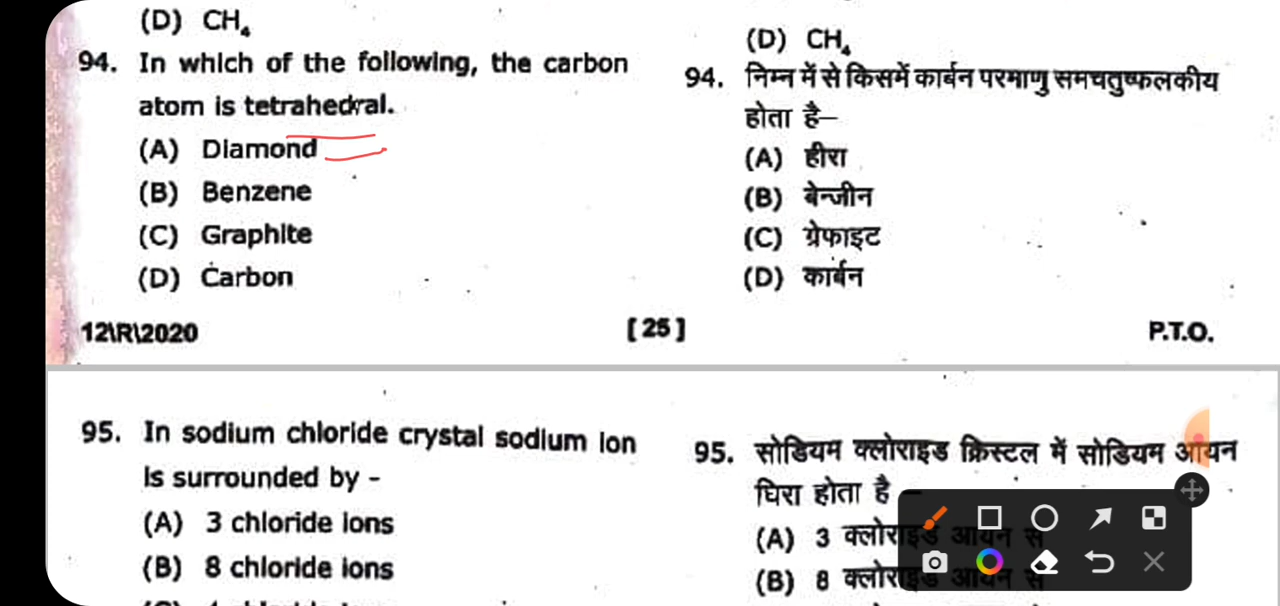 (D) CH₄
94. In which of the following, the carbon
atom is tetrahedral.
(A) Diamond
(B) Benzene
(C) Graphite
(D) Carbon
(D) CH₄
94. निम्न में से किसमें कार्बन परमाणु समचतुष्फलकीय
होता है–
(A) हीरा
(B) बेन्जीन
(C) ग्रेफाइट
(D) कार्बन
12\R\2020
[ 25 ]
P.T.O.
95. In sodium chloride crystal sodium ion
is surrounded by -
(A) 3 chloride ions
(B) 8 chloride ions
95. सोडियम क्लोराइड क्रिस्टल में सोडियम आयन
घिरा होता है –
(A) 3 क्लोराइड आयन से
(B) 8 क्लोराइड आयन से